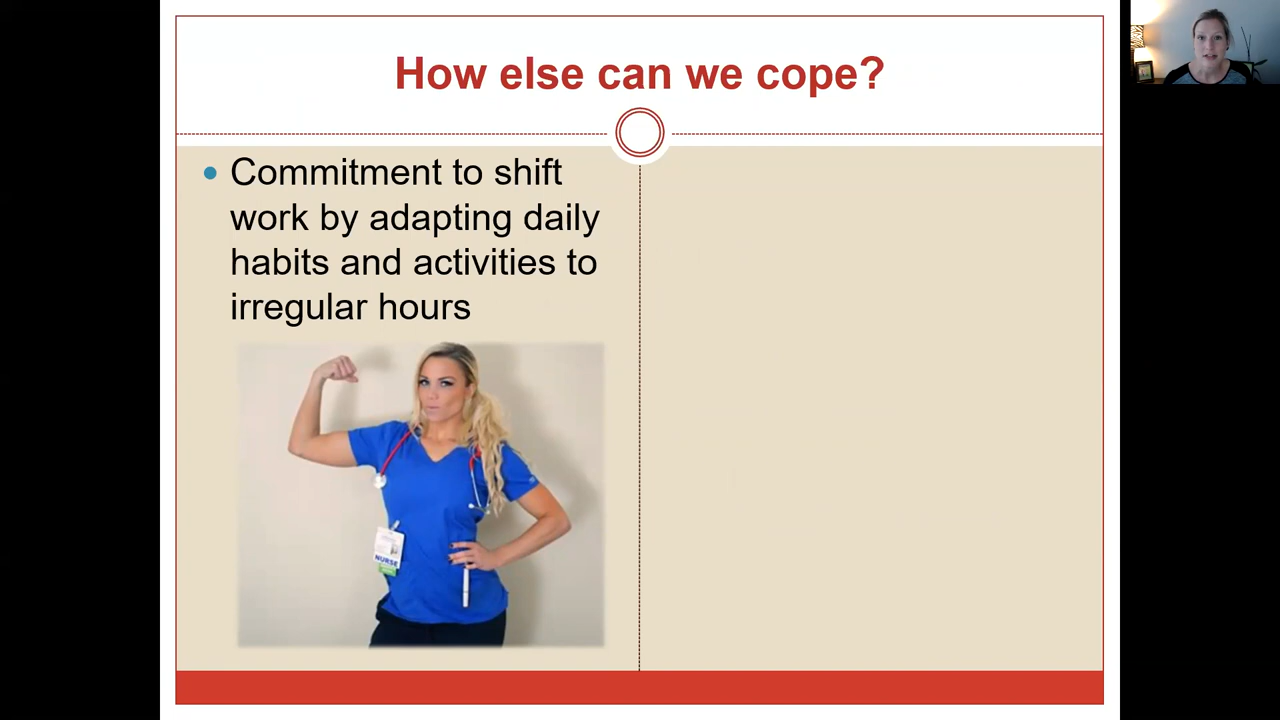 How else can we cope?
Commitment to shift
work by adapting daily
habits and activities to
irregular hours
NURSE